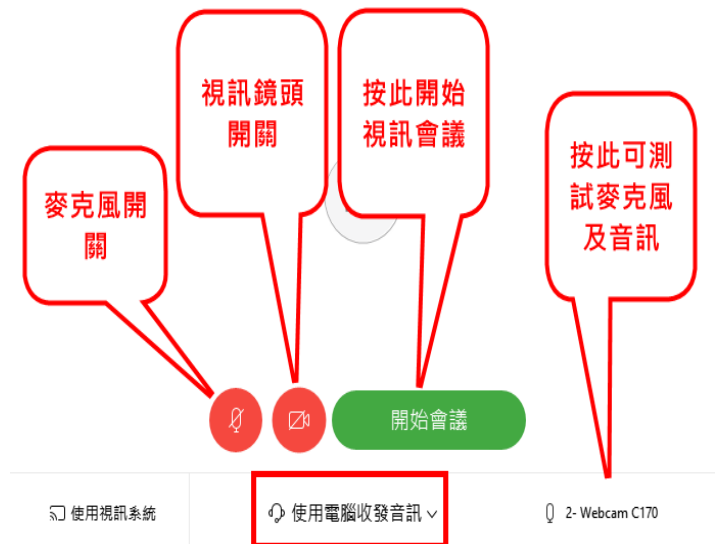 視訊鏡頭
開關
按此開始
視訊會議
按此可測
試麥克風
及音訊
麥克風開
關
開始會議
使用視訊系統
使用電腦收發音訊
2- Webcam C170